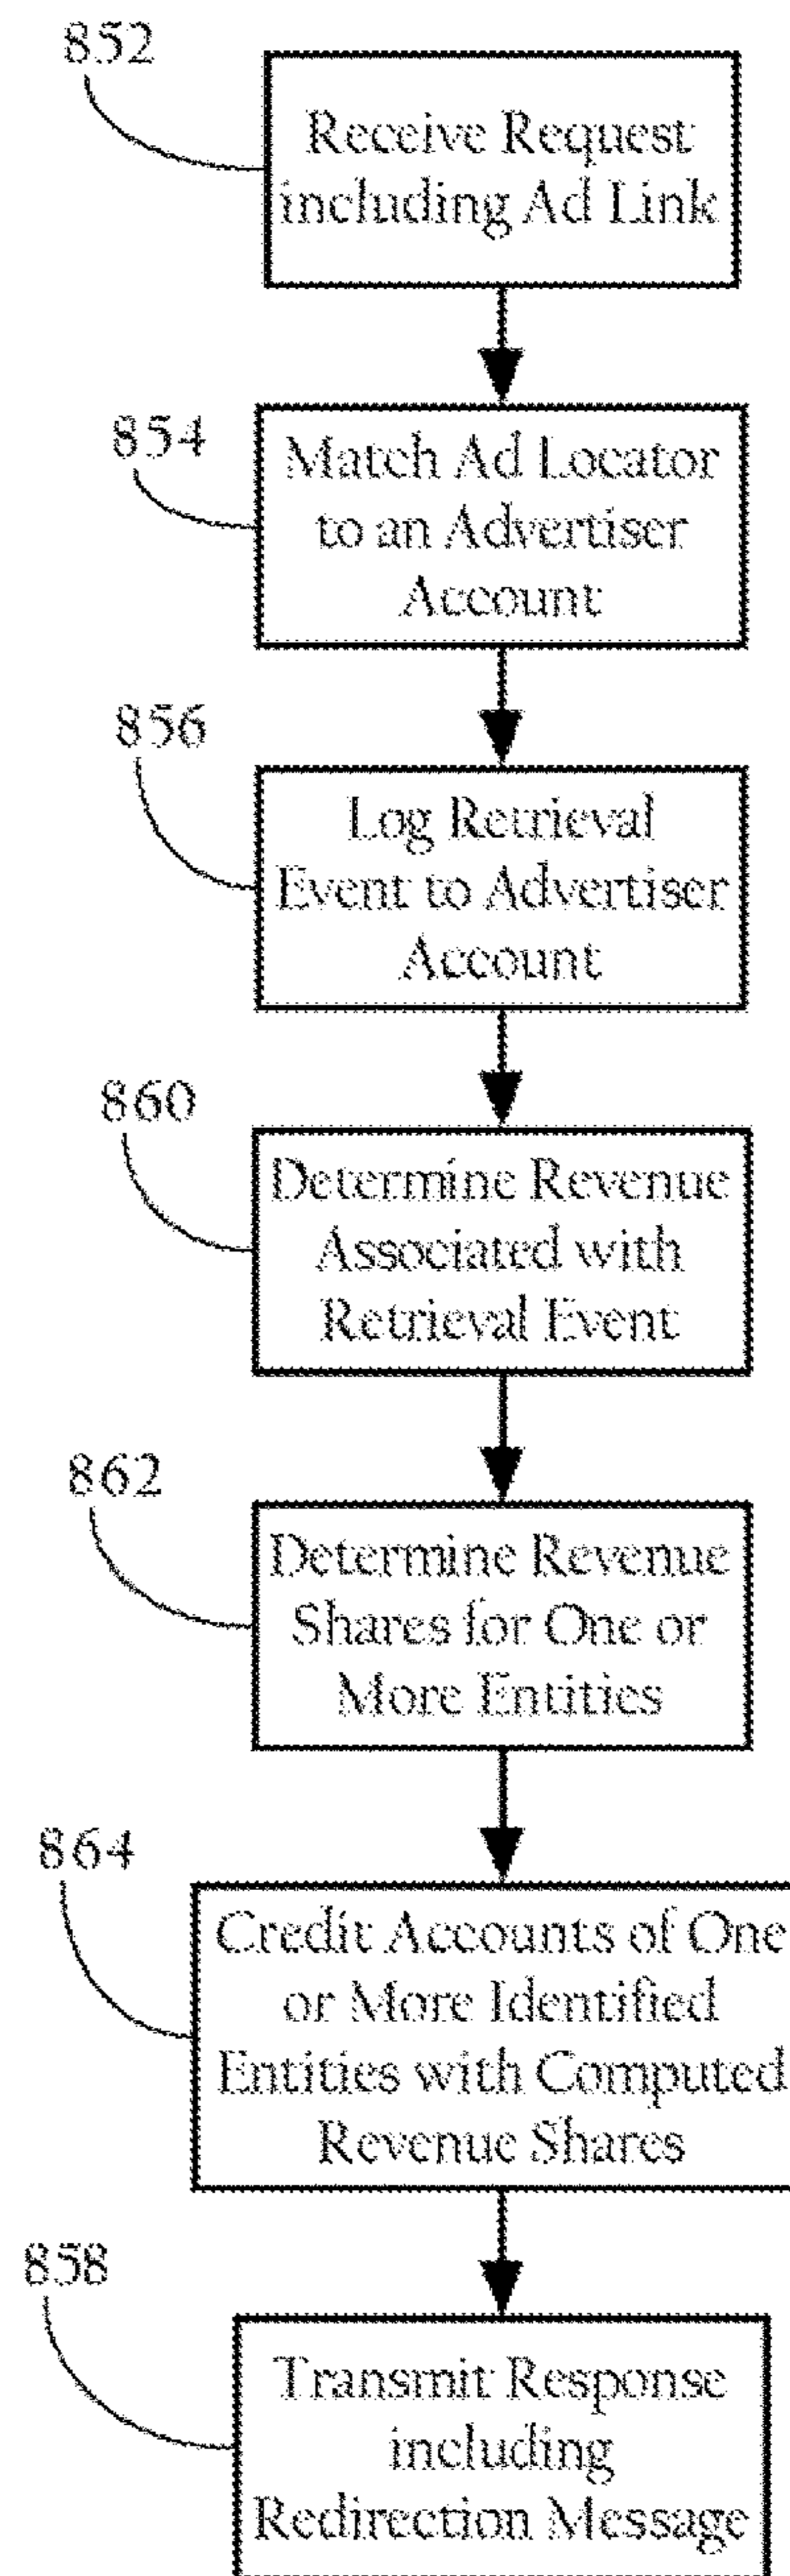 852
Receive Request
including Ad Link
854
Match Ad Locator
to an Advertiser
Account
856
Log Retrieval
Event to Advertiser
Account
860
Determine Revenue
Associated with
Retrieval Event
862
Determine Revenue
Shares for One or
More Entities
864
Credit Accounts of One
or More Identified
Entities with Computed
Revenue Shares
858
Transmit Response
including
Redirection Message